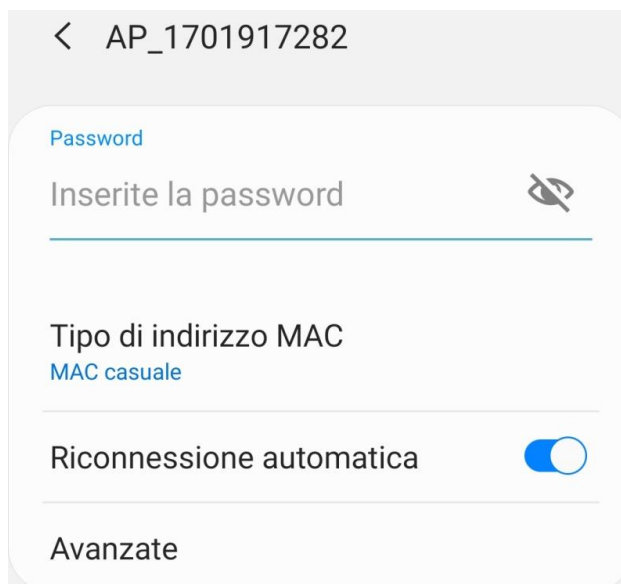 AP_1701917282
Password
Inserite la password
Tipo di indirizzo MAC
MAC casuale
Riconnessione automatica
Avanzate